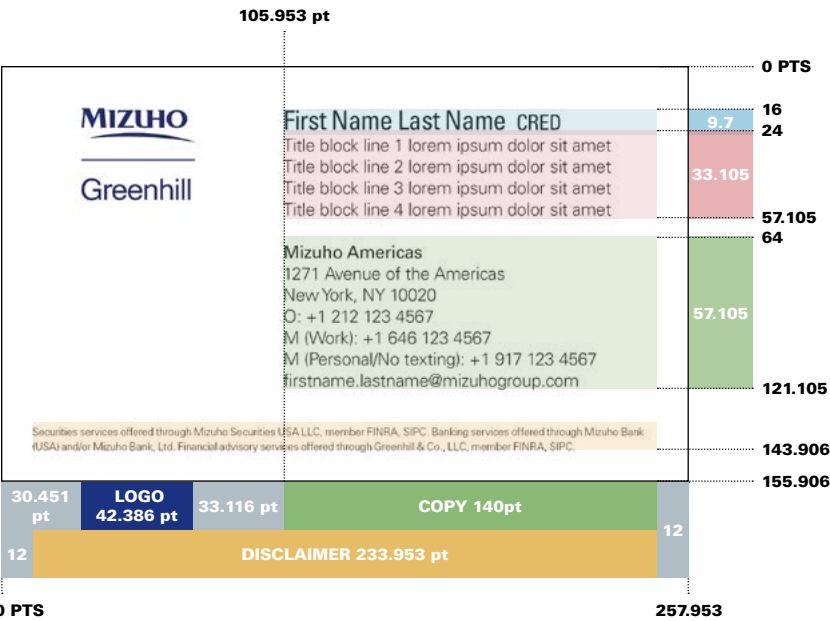 105.953 pt
0 PTS
MIZUHO
Greenhill
First Name Last Name CRED
Title block line 1 lorem ipsum dolor sit amet
Title block line 2 lorem ipsum dolor sit amet
Title block line 3 lorem ipsum dolor sit amet
Title block line 4 lorem ipsum dolor sit amet
Mizuho Americas
1271 Avenue of the Americas
New York, NY 10020
O: +1 212 123 4567
M (Work): +1 646 123 4567
M (Personal/No texting): +1 917 123 4567
firstname.lastname@mizuhogroup.com
16
9.7
24
33.105
57.105
64
57.105
121.105
Securities services offered through Mizuho Securities USA LLC, member FINRA, SIPC. Banking services offered through Mizuho Bank
(USA) and/or Mizuho Bank, Ltd. Financial advisory services offered through Greenhill & Co., LLC, member FINRA, SIPC.
143.906
155.906
30.451
pt
LOGO
42.386 pt
33.116 pt
COPY 140pt
12
12
DISCLAIMER 233.953 pt
0 PTS
257.953